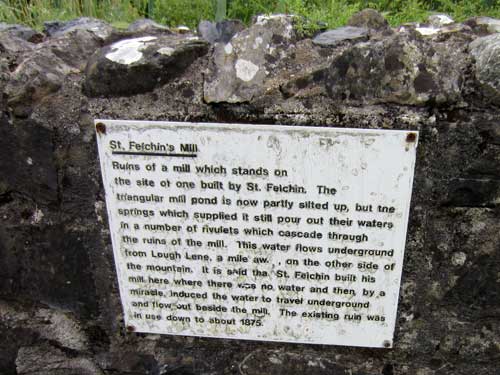 St. Feichin's Mill
Ruins of a mill which stands on
the site of one built by St. Feichin. The
triangular mill pond is now partly silted up, but the
springs which supplied it still pour out their waters
in a number of rivulets which cascade through
the ruins of the mill. This water flows underground
from Lough Lene, a mile aw. , on the other side of
the mountain. It is said tha St. Feichin built his
mill here where there was no water and then, by a
miracle, induced the water to travel underground
and flow out beside the mill. The existing ruin was
in use down to about 1875.